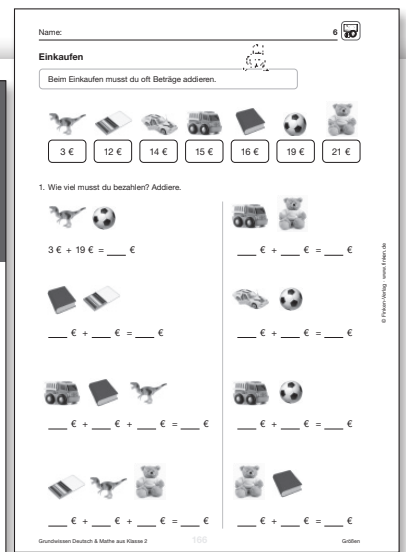 Name:
6
Einkaufen
Beim Einkaufen musst du oft Beträge addieren.
3 €
12 €
14 €
15 €
16 €
19 €
21 €
1. Wie viel musst du bezahlen? Addiere.
3 € + 19 € = ___ €
___ € + ___ € = ___ €
___ € + ___ € = ___ €
___ € + ___ € = ___ €
___ € + ___ € + ___ € = ___ €
___ € + ___ € = ___ €
___ € + ___ € + ___ € = ___ €
___ € + ___ € = ___ €
© Finken-Verlag · www.finken.de
Grundwissen Deutsch & Mathe aus Klasse 2
166
Größen